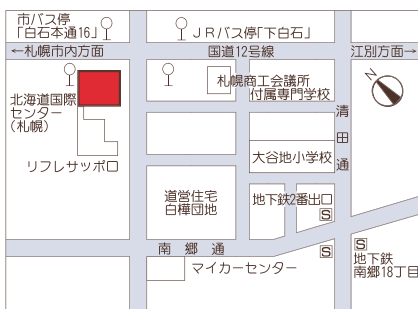 市バス停
「白石本通16」
JRバス停「下白石」
←札幌市内方面
国道12号線
江別方面→
札幌商工会議所
付属専門学校
北海道国際
センター
(札幌)
N
清田通
大谷地小学校
リフレサッポロ
道営住宅
白樺団地
地下鉄2番出口
S
南郷通
S
S
マイカーセンター
地下鉄
南郷18丁目